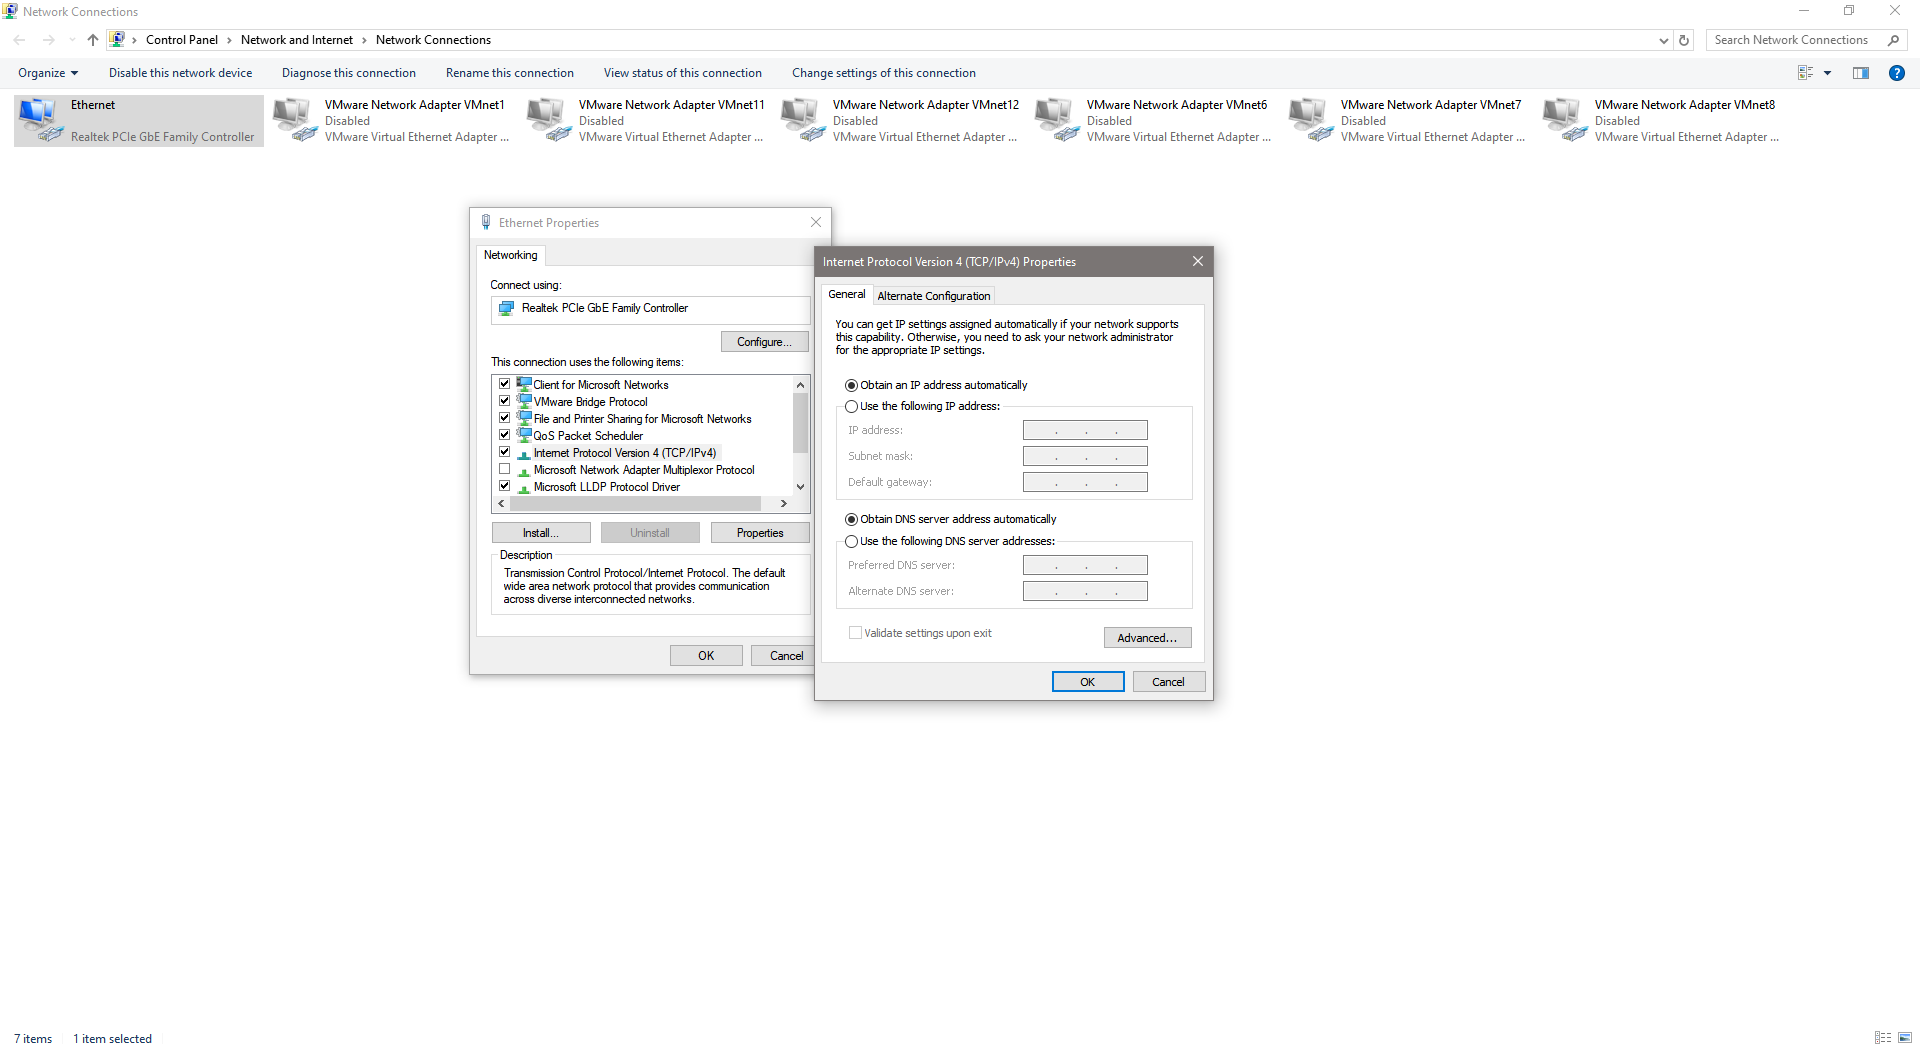 Network Connections
Control Panel > Network and Internet > Network Connections
Search Network Connections
Organize
Disable this network device
Diagnose this connection
Rename this connection
View status of this connection
Change settings of this connection
Ethernet
Realtek PCIe GbE Family Controller
VMware Network Adapter VMnet1
Disabled
VMware Virtual Ethernet Adapter ...
VMware Network Adapter VMnet11
Disabled
VMware Virtual Ethernet Adapter ...
VMware Network Adapter VMnet12
Disabled
VMware Virtual Ethernet Adapter ...
VMware Network Adapter VMnet6
Disabled
VMware Virtual Ethernet Adapter ...
VMware Network Adapter VMnet7
Disabled
VMware Virtual Ethernet Adapter ...
VMware Network Adapter VMnet8
Disabled
VMware Virtual Ethernet Adapter ...
Ethernet Properties
Networking
Connect using:
Realtek PCIe GbE Family Controller
Configure...
This connection uses the following items:
Client for Microsoft Networks
VMware Bridge Protocol
File and Printer Sharing for Microsoft Networks
QoS Packet Scheduler
Internet Protocol Version 4 (TCP/IPv4)
Microsoft Network Adapter Multiplexor Protocol
Microsoft LLDP Protocol Driver
Install...
Uninstall
Properties
Description
Transmission Control Protocol/Internet Protocol. The default
wide area network protocol that provides communication
across diverse interconnected networks.
OK
Cancel
Internet Protocol Version 4 (TCP/IPv4) Properties
General
Alternate Configuration
You can get IP settings assigned automatically if your network supports
this capability. Otherwise, you need to ask your network administrator
for the appropriate IP settings.
Obtain an IP address automatically
Use the following IP address:
IP address:
Subnet mask:
Default gateway:
Obtain DNS server address automatically
Use the following DNS server addresses:
Preferred DNS server:
Alternate DNS server:
Validate settings upon exit
Advanced...
OK
Cancel
7 items
1 item selected